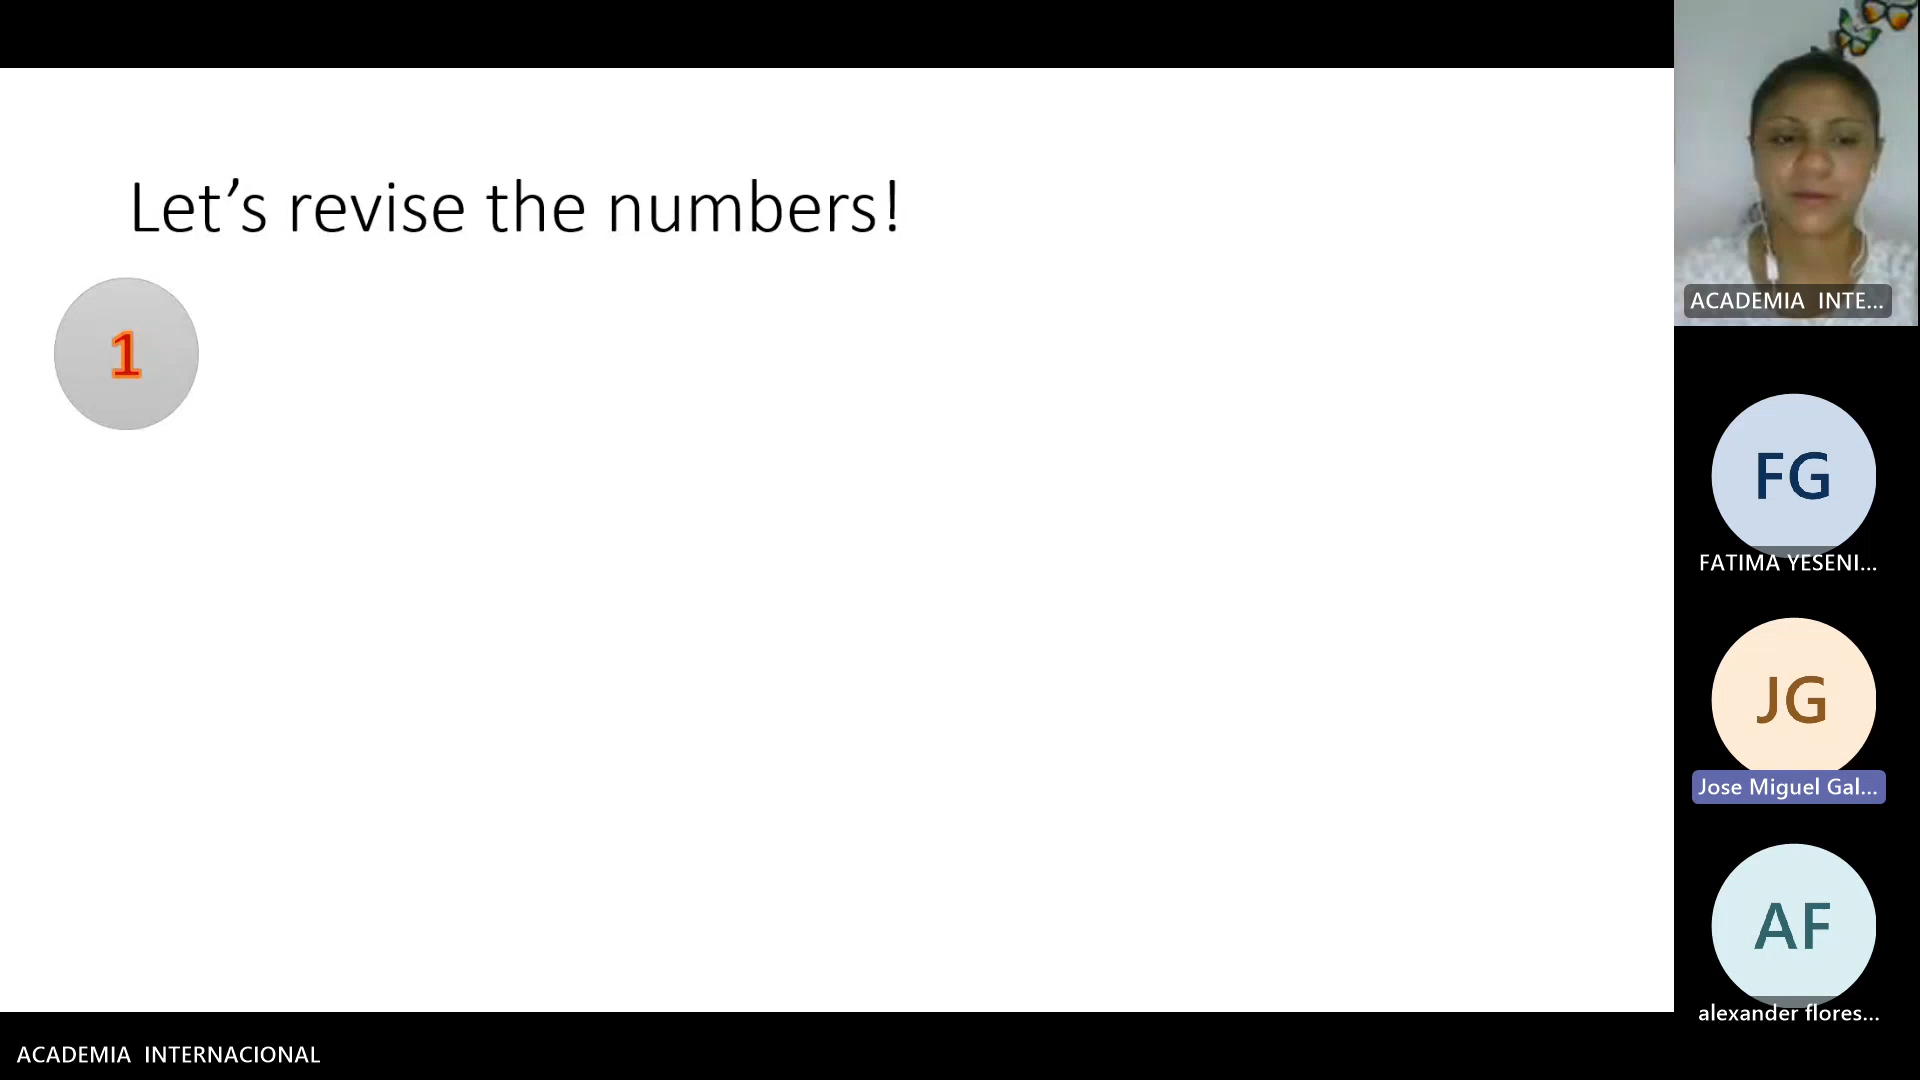 Let’s revise the numbers!
1
ACADEMIA INTE...
FG
FATIMA YESENI...
JG
Jose Miguel Gal...
AF
alexander flores...
ACADEMIA INTERNACIONAL